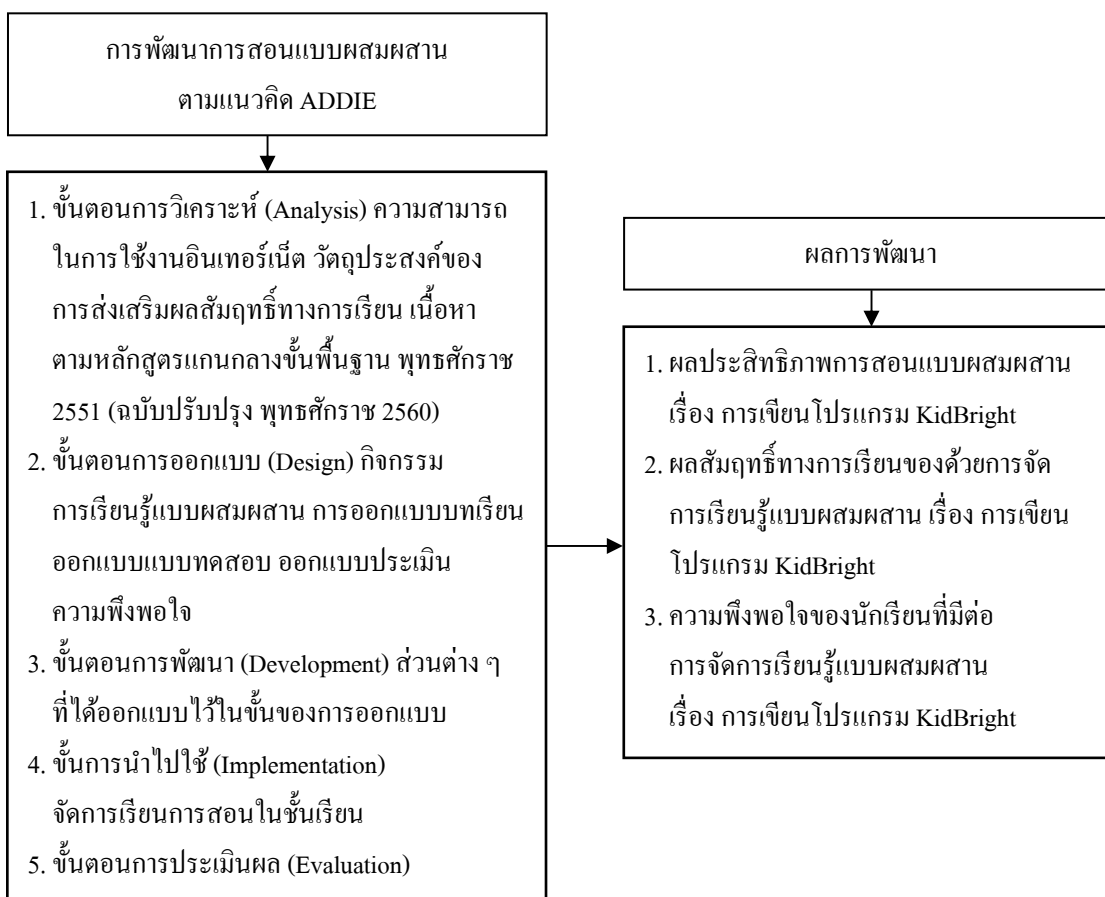 การพัฒนาการสอนแบบผสมผสาน
ตามแนวคิด ADDIE
1. ขั้นตอนการวิเคราะห์ (Analysis) ความสามารถ
ในการใช้งานอินเทอร์เน็ต วัตถุประสงค์ของ
การส่งเสริมผลสัมฤทธิ์ทางการเรียน เนื้อหา
ตามหลักสูตรแกนกลางขั้นพื้นฐาน พุทธศักราช
2551 (ฉบับปรับปรุง พุทธศักราช 2560)
2. ขั้นตอนการออกแบบ (Design) กิจกรรม
การเรียนรู้แบบผสมผสาน การออกแบบบทเรียน
ออกแบบแบบทดสอบ ออกแบบประเมิน
ความพึงพอใจ
3. ขั้นตอนการพัฒนา (Development) ส่วนต่าง ๆ
ที่ได้ออกแบบไว้ในขั้นของการออกแบบ
4. ขั้นการนำไปใช้ (Implementation)
จัดการเรียนการสอนในชั้นเรียน
5. ขั้นตอนการประเมินผล (Evaluation)
ผลการพัฒนา
1. ผลประสิทธิภาพการสอนแบบผสมผสาน
เรื่อง การเขียนโปรแกรม KidBright
2. ผลสัมฤทธิ์ทางการเรียนของด้วยการจัด
การเรียนรู้แบบผสมผสาน เรื่อง การเขียน
โปรแกรม KidBright
3. ความพึงพอใจของนักเรียนที่มีต่อ
การจัดการเรียนรู้แบบผสมผสาน
เรื่อง การเขียนโปรแกรม KidBright